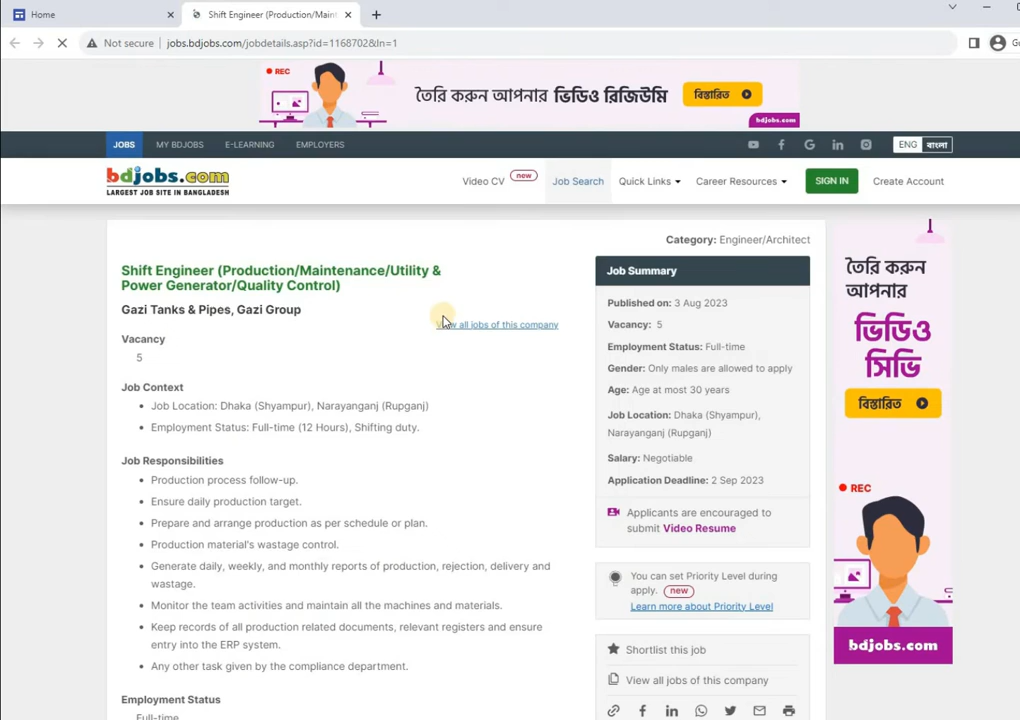 Home
Shift Engineer (Production/Main
Not secure
jobs.bdjobs.com/jobdetails.asp?id=1168702&ln=1
REC
তৈরি করুন আপনার ভিডিও রিজিউমি
বিস্তারিত
bdjobs.com
JOBS MY BDJOBS E-LEARNING EMPLOYERS
ENG বাংলা
bdjobs.com
LARGEST JOB SITE IN BANGLADESH
Video CV new Job Search Quick Links Career Resources SIGN IN Create Account
Category: Engineer/Architect
Shift Engineer (Production/Maintenance/Utility &
Power Generator/Quality Control)
Gazi Tanks & Pipes, Gazi Group
all jobs of this company
Vacancy
5
Job Context
• Job Location: Dhaka (Shyampur), Narayanganj (Rupganj)
• Employment Status: Full-time (12 Hours), Shifting duty.
Job Responsibilities
• Production process follow-up.
• Ensure daily production target.
• Prepare and arrange production as per schedule or plan.
• Production material's wastage control.
• Generate daily, weekly, and monthly reports of production, rejection, delivery and
wastage.
• Monitor the team activities and maintain all the machines and materials.
• Keep records of all production related documents, relevant registers and ensure
entry into the ERP system.
• Any other task given by the compliance department.
Employment Status
Full-time
Job Summary
Published on: 3 Aug 2023
Vacancy: 5
Employment Status: Full-time
Gender: Only males are allowed to apply
Age: Age at most 30 years
Job Location: Dhaka (Shyampur),
Narayanganj (Rupganj)
Salary: Negotiable
Application Deadline: 2 Sep 2023
Applicants are encouraged to
submit Video Resume
You can set Priority Level during
apply. new
Learn more about Priority Level
Shortlist this job
View all jobs of this company
তৈরি করুন
আপনার
ভিডিও
সিভি
বিস্তারিত
REC
bdjobs.com